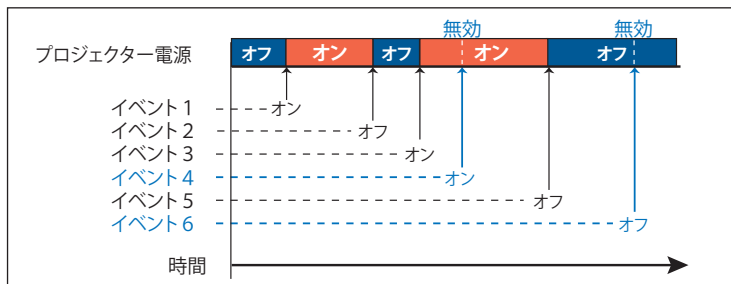 無効 無効
プロジェクター電源 オフ オン オフ オン オフ
イベント 1 オン
イベント 2 オフ
イベント 3 オン
イベント 4 オン
イベント 5 オフ
イベント 6 オフ
時間